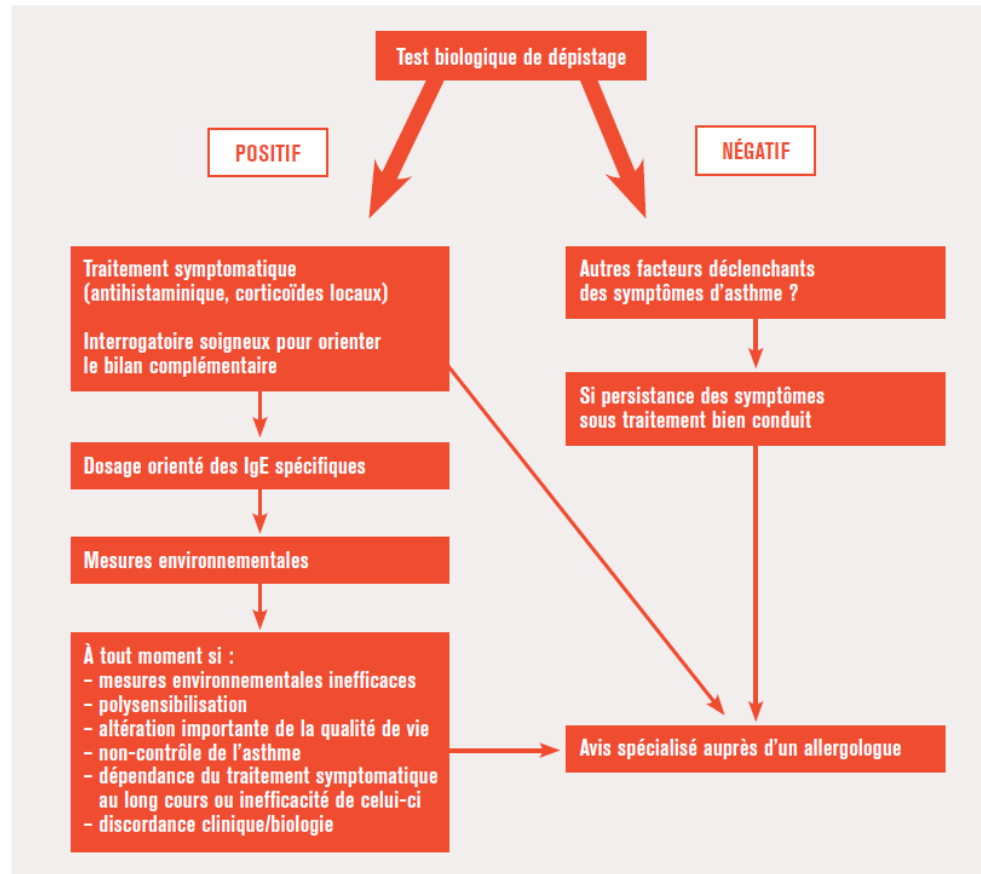 Test biologique de dépistage
POSITIF
NÉGATIF
Traitement symptomatique
(antihistaminique, corticoïdes locaux)
Interrogatoire soigneux pour orienter
le bilan complémentaire
Dosage orienté des IgE spécifiques
Mesures environnementales
À tout moment si :
– mesures environnementales inefficaces
– polysensibilisation
– altération importante de la qualité de vie
– non-contrôle de l'asthme
– dépendance du traitement symptomatique
au long cours ou inefficacité de celui-ci
– discordance clinique/biologie
Autres facteurs déclenchants
des symptômes d'asthme ?
Si persistance des symptômes
sous traitement bien conduit
Avis spécialisé auprès d'un allergologue